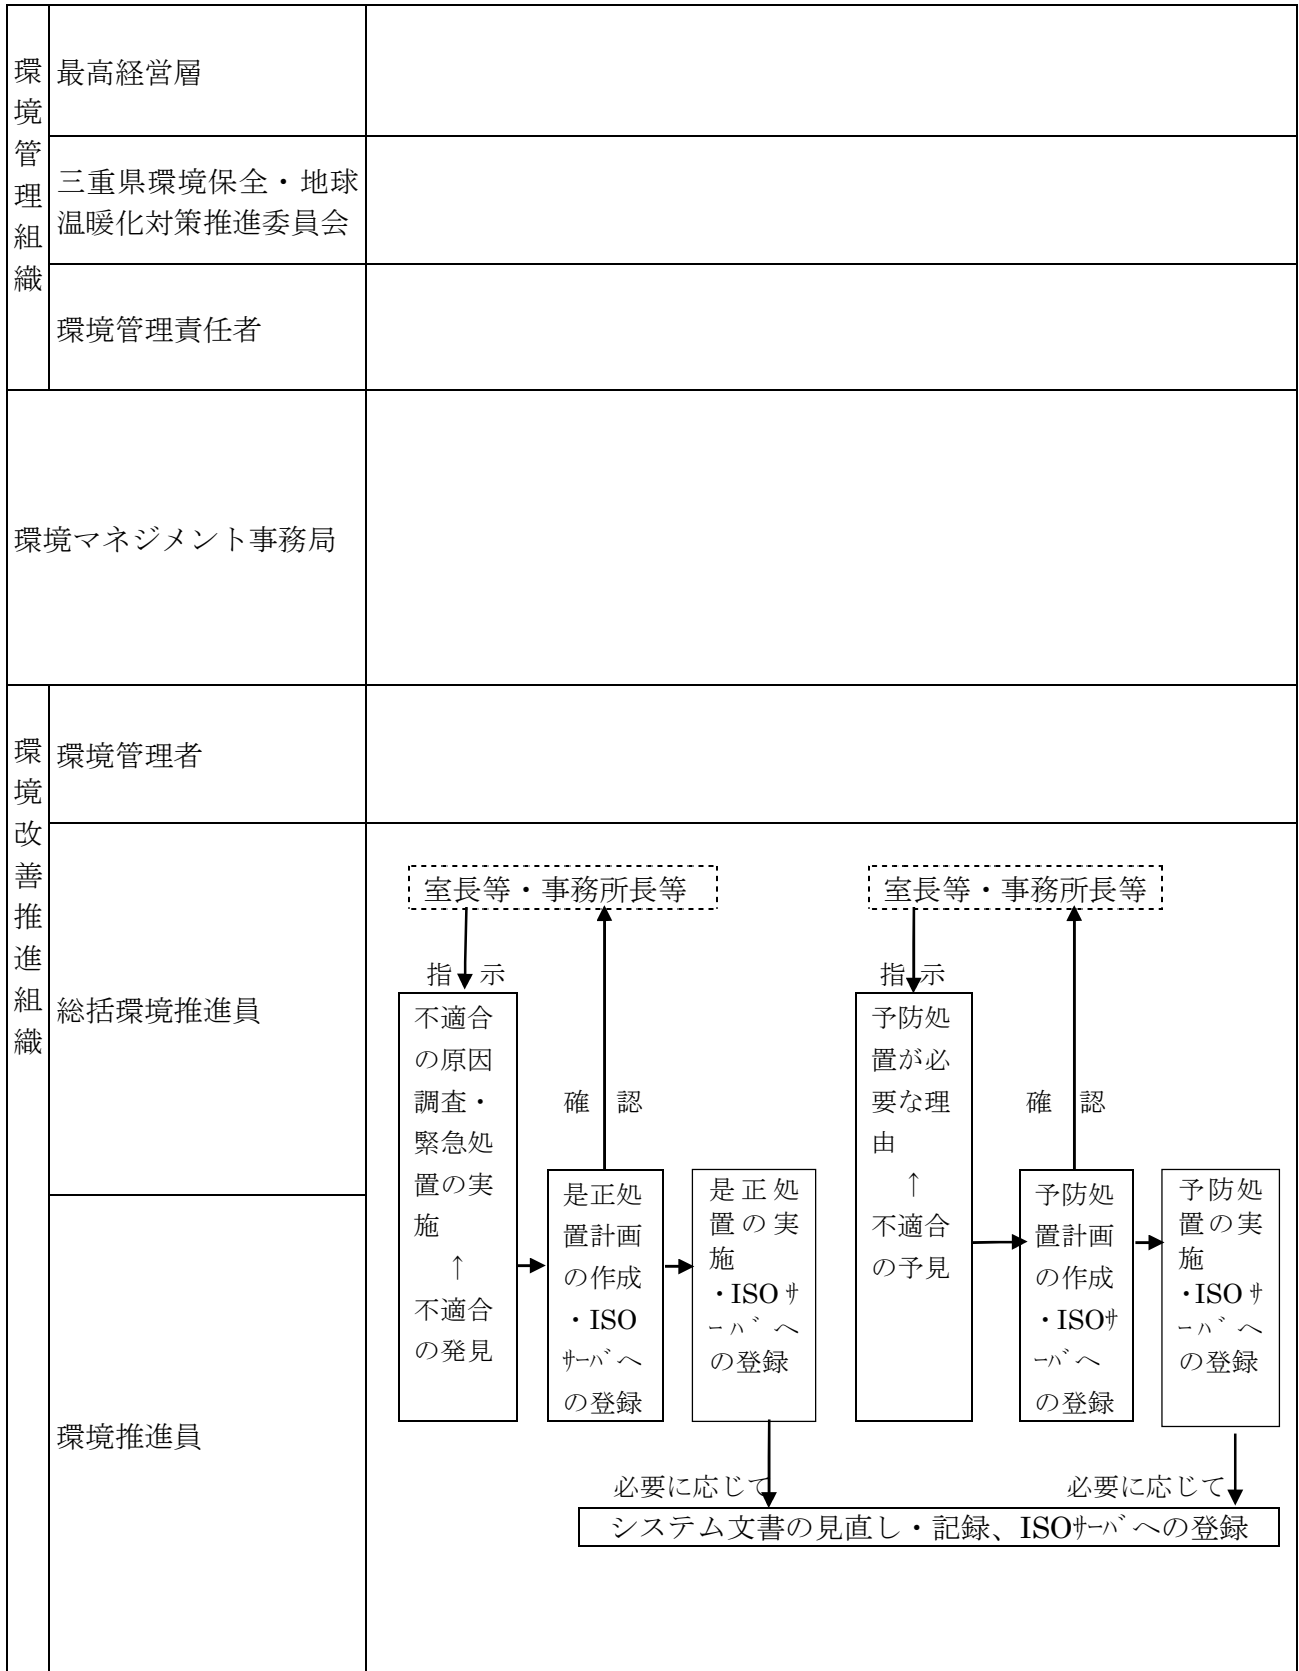 環境管理組織
最高経営層
三重県環境保全・地球
温暖化対策推進委員会
環境管理責任者
環境マネジメント事務局
環境改善推進組織
環境管理者
総括環境推進員
環境推進員
室長等・事務所長等
指 示
不適合
の原因
調査・
緊急処
置の実
施
↑
不適合
の発見
確 認
是正処
置計画
の作成
・ISO
ｻｰﾊﾞへ
の登録
是正処
置の実
施
・ISO ｻ
ｰﾊﾞへ
の登録
必要に応じて
室長等・事務所長等
指 示
予防処
置が必
要な理
由
↑
不適合
の予見
確 認
予防処
置計画
の作成
・ISOｻ
ｰﾊﾞへ
の登録
予防処
置の実
施
・ISO ｻ
ｰﾊﾞへ
の登録
必要に応じて
システム文書の見直し・記録、ISOｻｰﾊﾞへの登録